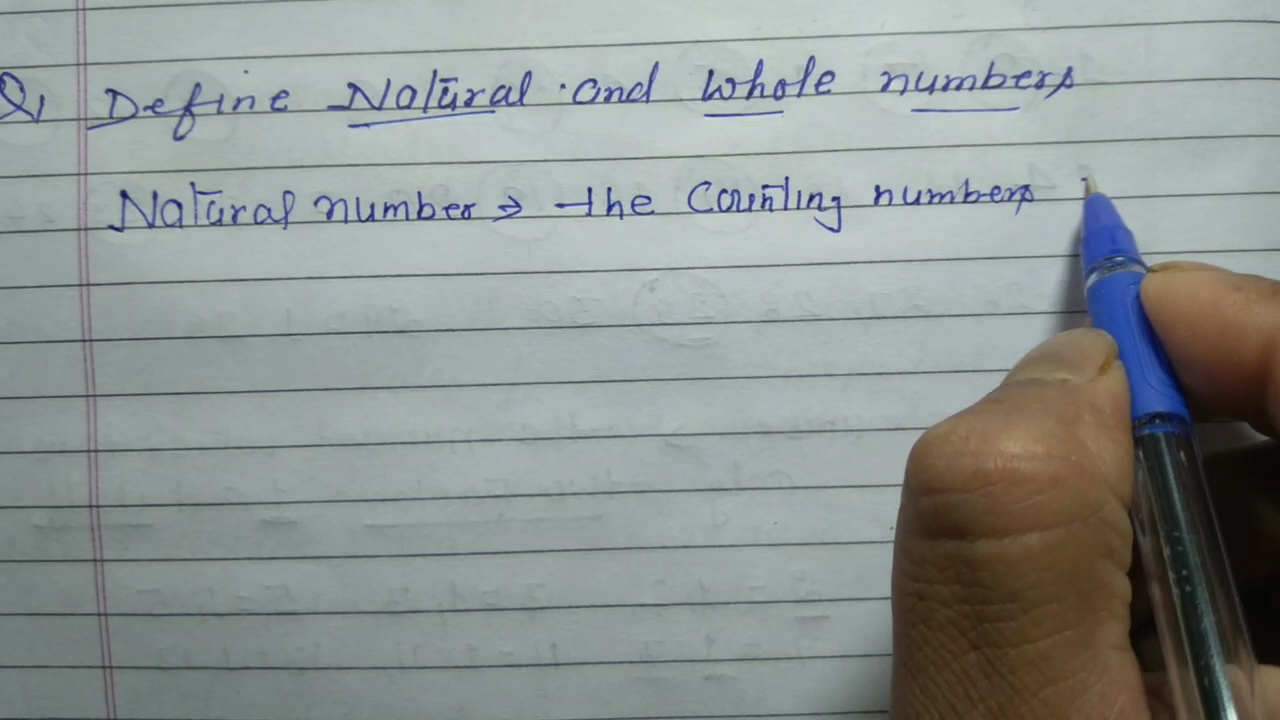 Q1 Define Natural and Whole numbers
Natural number → the Counting numbers